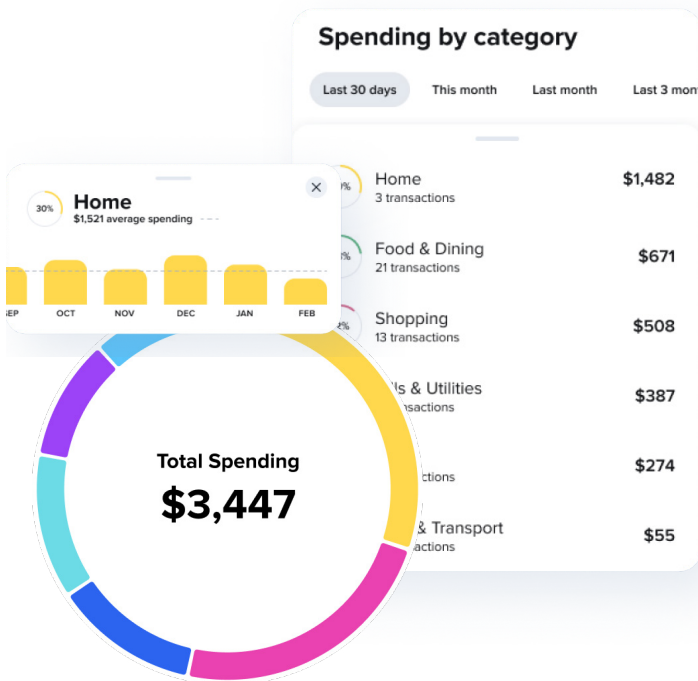 Spending by category
Last 30 days This month Last month Last 3
Home
3 transactions
$1,482
Food & Dining
21 transactions
$671
Shopping
13 transactions
$508
& Utilities
$387
$274
& Transport
$55
30%
Home
$1,521 average spending
OCT NOV DEC JAN FEB
Total Spending
$3,447